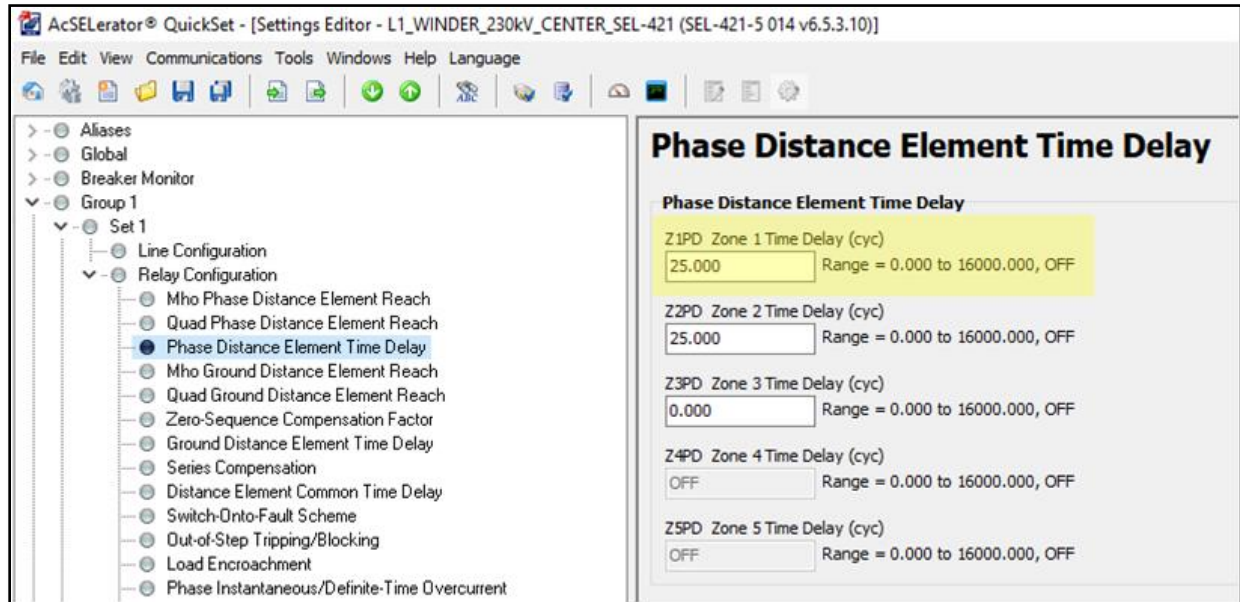 AcSELerator® QuickSet - [Settings Editor - L1_WINDER_230kV_CENTER_SEL-421 (SEL-421-5 014 v6.5.3.10)]
File Edit View Communications Tools Windows Help Language
Aliases
Global
Breaker Monitor
Group 1
Set 1
Line Configuration
Relay Configuration
Mho Phase Distance Element Reach
Quad Phase Distance Element Reach
Phase Distance Element Time Delay
Mho Ground Distance Element Reach
Quad Ground Distance Element Reach
Zero-Sequence Compensation Factor
Ground Distance Element Time Delay
Series Compensation
Distance Element Common Time Delay
Switch-Onto-Fault Scheme
Out-of-Step Tripping/Blocking
Load Encroachment
Phase Instantaneous/Definite-Time Overcurrent
Phase Distance Element Time Delay
Phase Distance Element Time Delay
Z1PD Zone 1 Time Delay (cyc)
25.000 Range = 0.000 to 16000.000, OFF
Z2PD Zone 2 Time Delay (cyc)
25.000 Range = 0.000 to 16000.000, OFF
Z3PD Zone 3 Time Delay (cyc)
0.000 Range = 0.000 to 16000.000, OFF
Z4PD Zone 4 Time Delay (cyc)
OFF Range = 0.000 to 16000.000, OFF
Z5PD Zone 5 Time Delay (cyc)
OFF Range = 0.000 to 16000.000, OFF